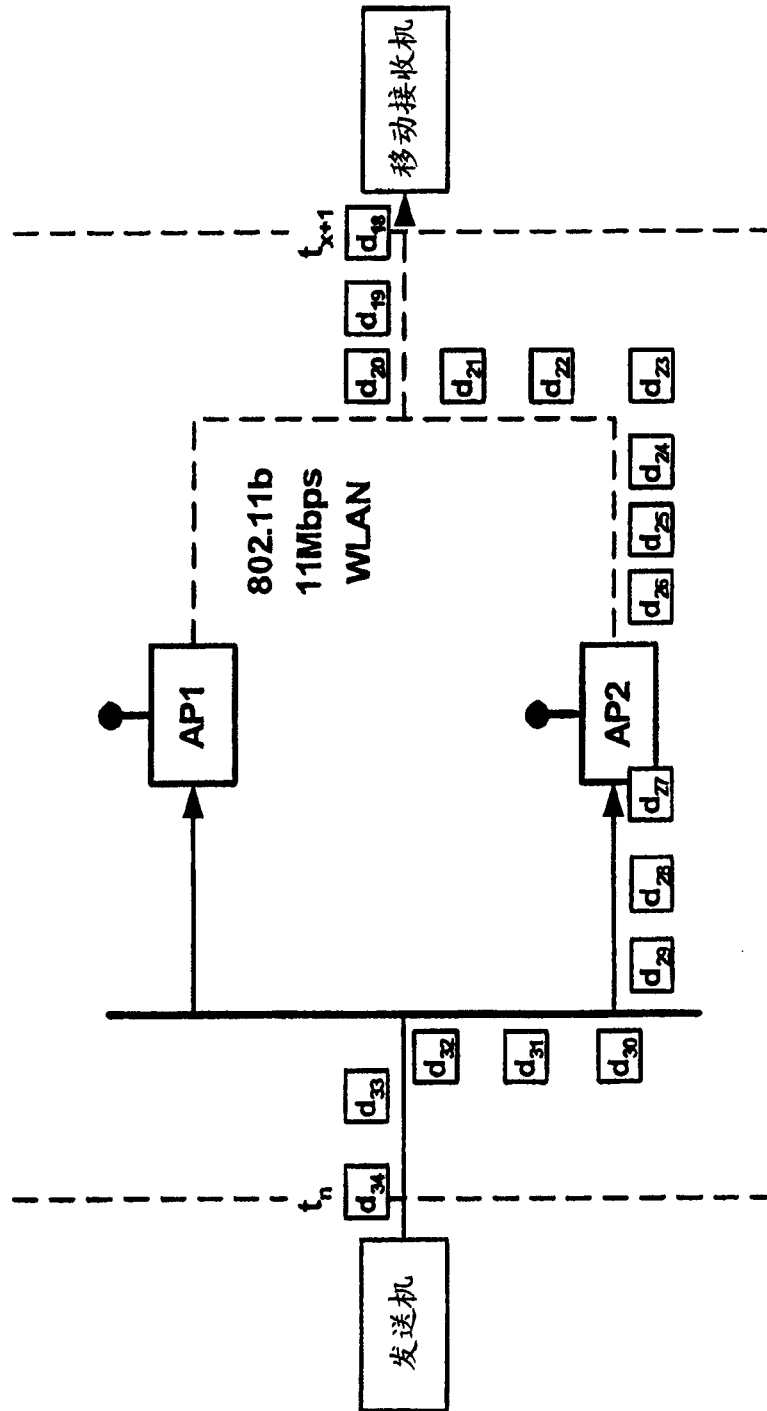 发送机
t_n
d_34
d_33
d_32
d_31
d_30
d_29
d_28
d_27
AP1
AP2
802.11b
11Mbps
WLAN
d_26
d_25
d_24
d_23
d_22
d_21
d_20
d_19
d_18
t_x+1
移动接收机